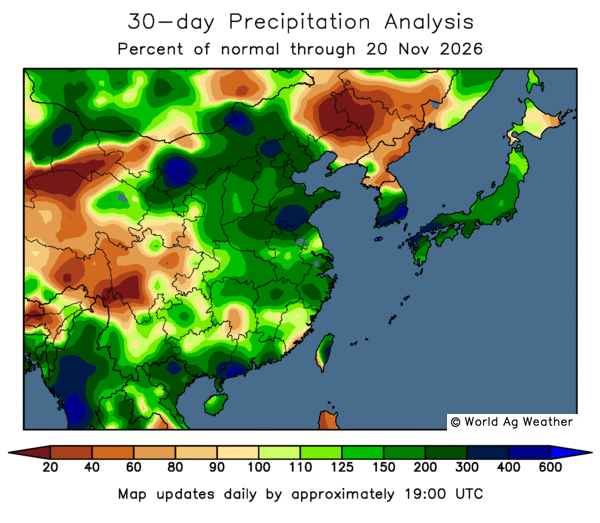 30-day Precipitation Analysis
Percent of normal through 20 Nov 2026
© World Ag Weather
20 40 60 80 90 100 110 125 150 200 300 400 600
Map updates daily by approximately 19:00 UTC